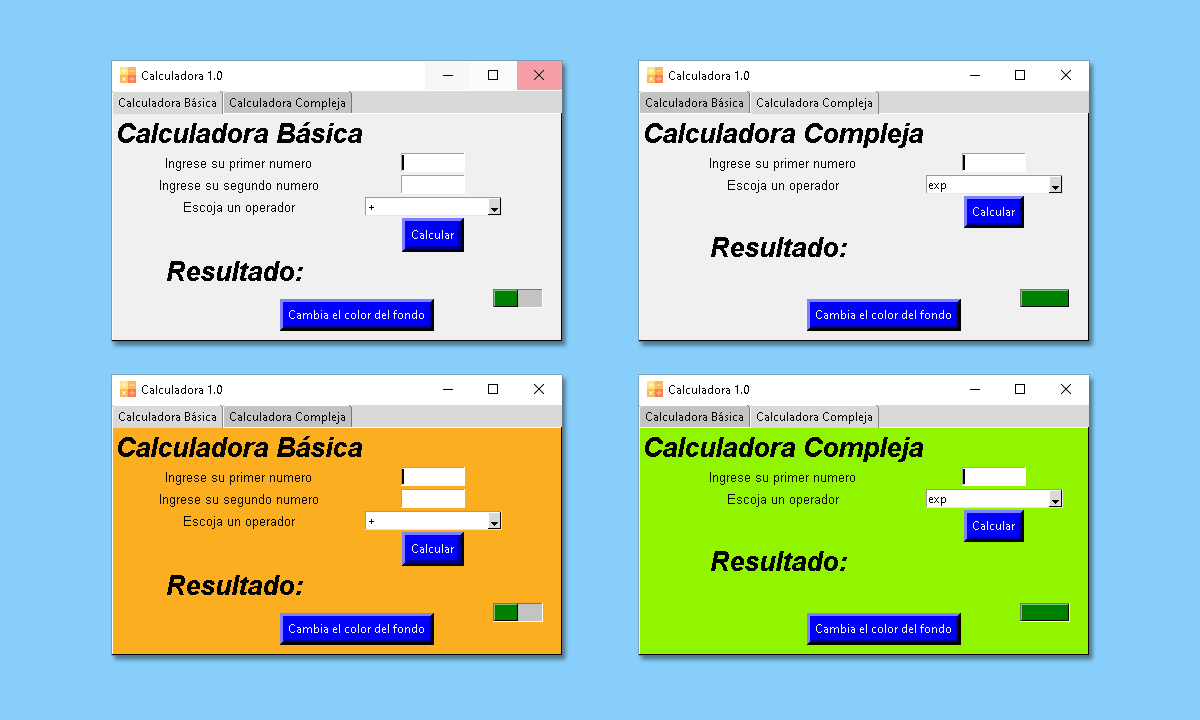 Calculadora 1.0
Calculadora Básica Calculadora Compleja
Calculadora Básica
Ingrese su primer numero
Ingrese su segundo numero
Escoja un operador +
Calcular
Resultado:
Cambia el color del fondo
Calculadora 1.0
Calculadora Básica Calculadora Compleja
Calculadora Compleja
Ingrese su primer numero
Escoja un operador exp
Calcular
Resultado:
Cambia el color del fondo
Calculadora 1.0
Calculadora Básica Calculadora Compleja
Calculadora Básica
Ingrese su primer numero
Ingrese su segundo numero
Escoja un operador +
Calcular
Resultado:
Cambia el color del fondo
Calculadora 1.0
Calculadora Básica Calculadora Compleja
Calculadora Compleja
Ingrese su primer numero
Escoja un operador exp
Calcular
Resultado:
Cambia el color del fondo